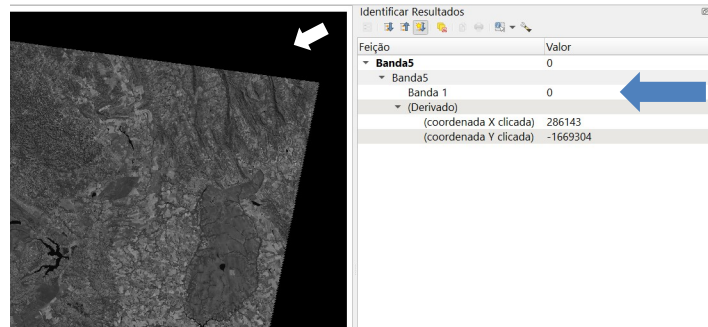 Identificar Resultados
Feição Valor
Banda5 0
Banda5
Banda 1 0
(Derivado)
(coordenada X clicada) 286143
(coordenada Y clicada) -1669304